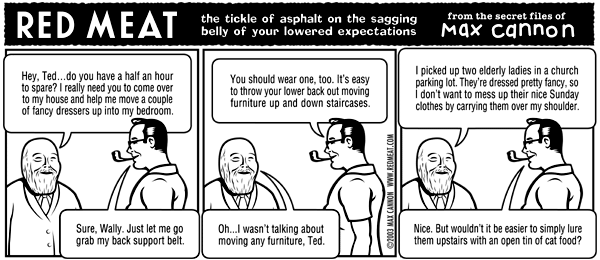 RED MEAT
the tickle of asphalt on the sagging
belly of your lowered expectations
from the secret files of
Max Cannon
Hey, Ted...do you have a half an hour
to spare? I really need you to come over
to my house and help me move a couple
of fancy dressers up into my bedroom.
Sure, Wally. Just let me go
grab my back support belt.
You should wear one, too. It's easy
to throw your lower back out moving
furniture up and down staircases.
Oh...I wasn't talking about
moving any furniture, Ted.
©2003 MAX CANNON WWW.REDMEAT.COM
I picked up two elderly ladies in a church
parking lot. They're dressed pretty fancy, so
I don't want to mess up their nice Sunday
clothes by carrying them over my shoulder.
Nice. But wouldn't it be easier to simply lure
them upstairs with an open tin of cat food?